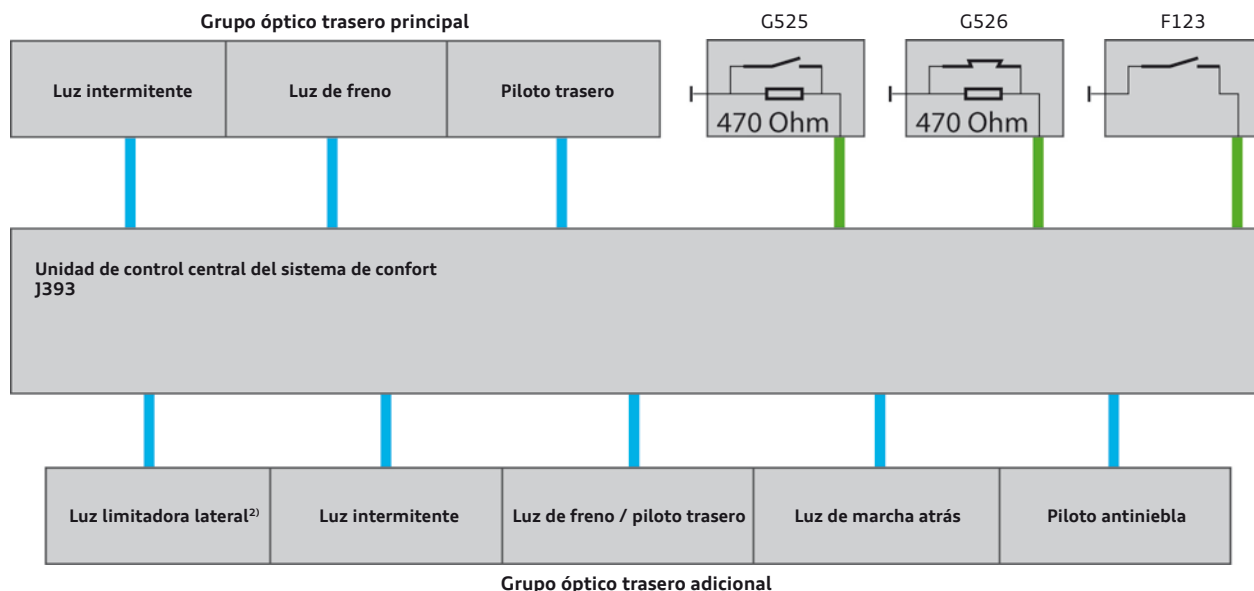 Grupo óptico trasero principal
G525
G526
F123
Luz intermitente
Luz de freno
Piloto trasero
470 Ohm
470 Ohm
Unidad de control central del sistema de confort
J393
Luz limitadora lateral²⁾
Luz intermitente
Luz de freno / piloto trasero
Luz de marcha atrás
Piloto antiniebla
Grupo óptico trasero adicional